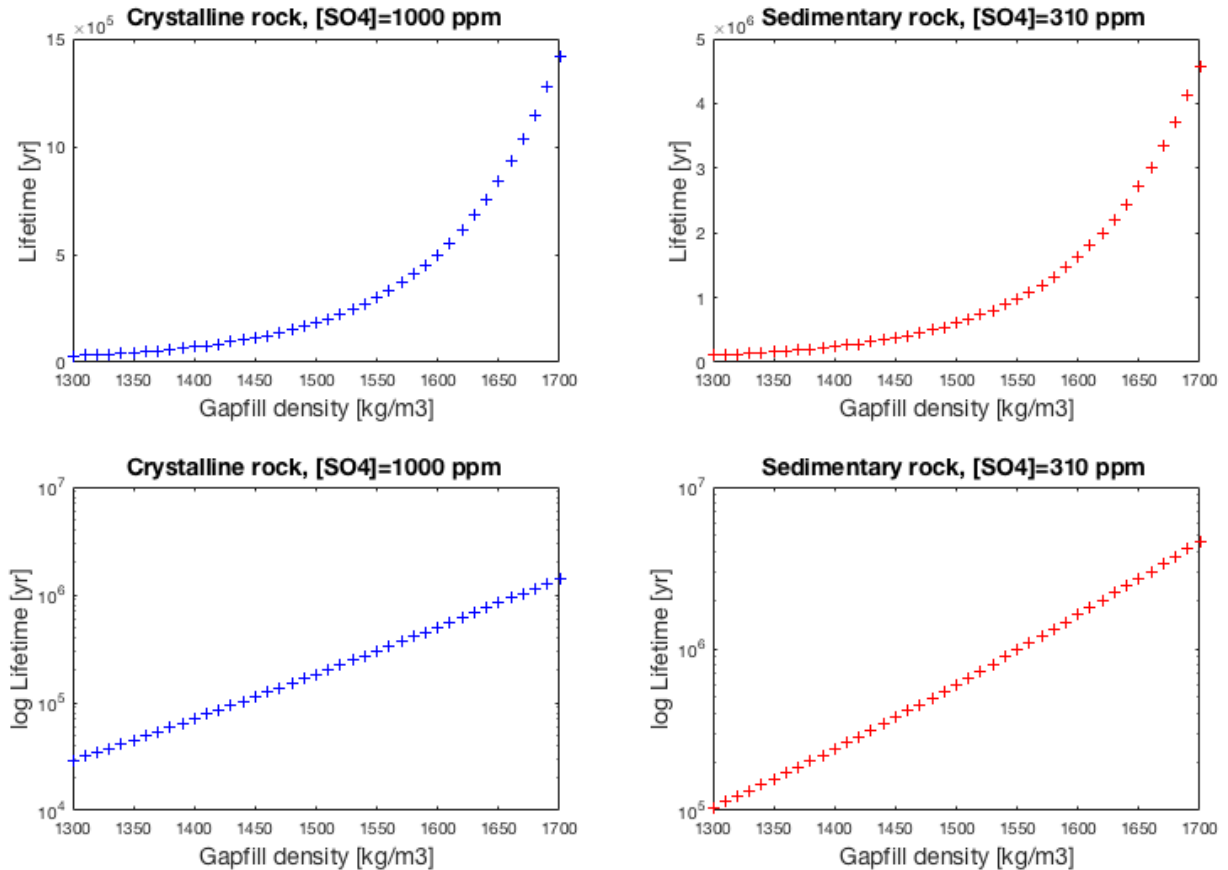 Crystalline rock, [SO4]=1000 ppm
×10^5
15
10
5
0
Lifetime [yr]
1300 1350 1400 1450 1500 1550 1600 1650 1700
Gapfill density [kg/m3]
Sedimentary rock, [SO4]=310 ppm
×10^6
5
4
3
2
1
0
Lifetime [yr]
1300 1350 1400 1450 1500 1550 1600 1650 1700
Gapfill density [kg/m3]
Crystalline rock, [SO4]=1000 ppm
10^7
10^6
10^5
10^4
log Lifetime [yr]
1300 1350 1400 1450 1500 1550 1600 1650 1700
Gapfill density [kg/m3]
Sedimentary rock, [SO4]=310 ppm
10^7
10^6
10^5
log Lifetime [yr]
1300 1350 1400 1450 1500 1550 1600 1650 1700
Gapfill density [kg/m3]